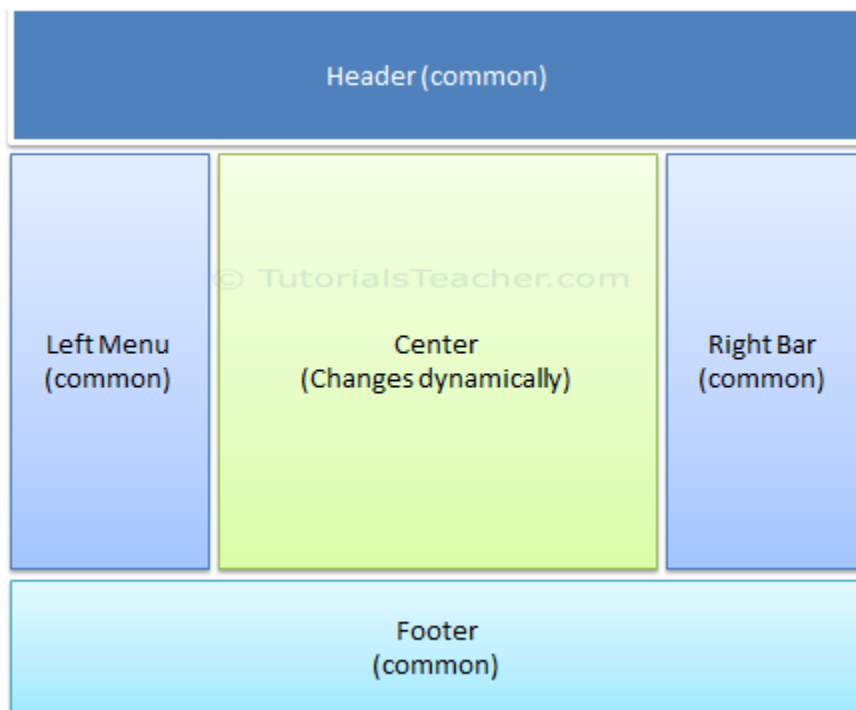 Header (common)
© TutorialsTeacher.com
Left Menu
(common)
Center
(Changes dynamically)
Right Bar
(common)
Footer
(common)